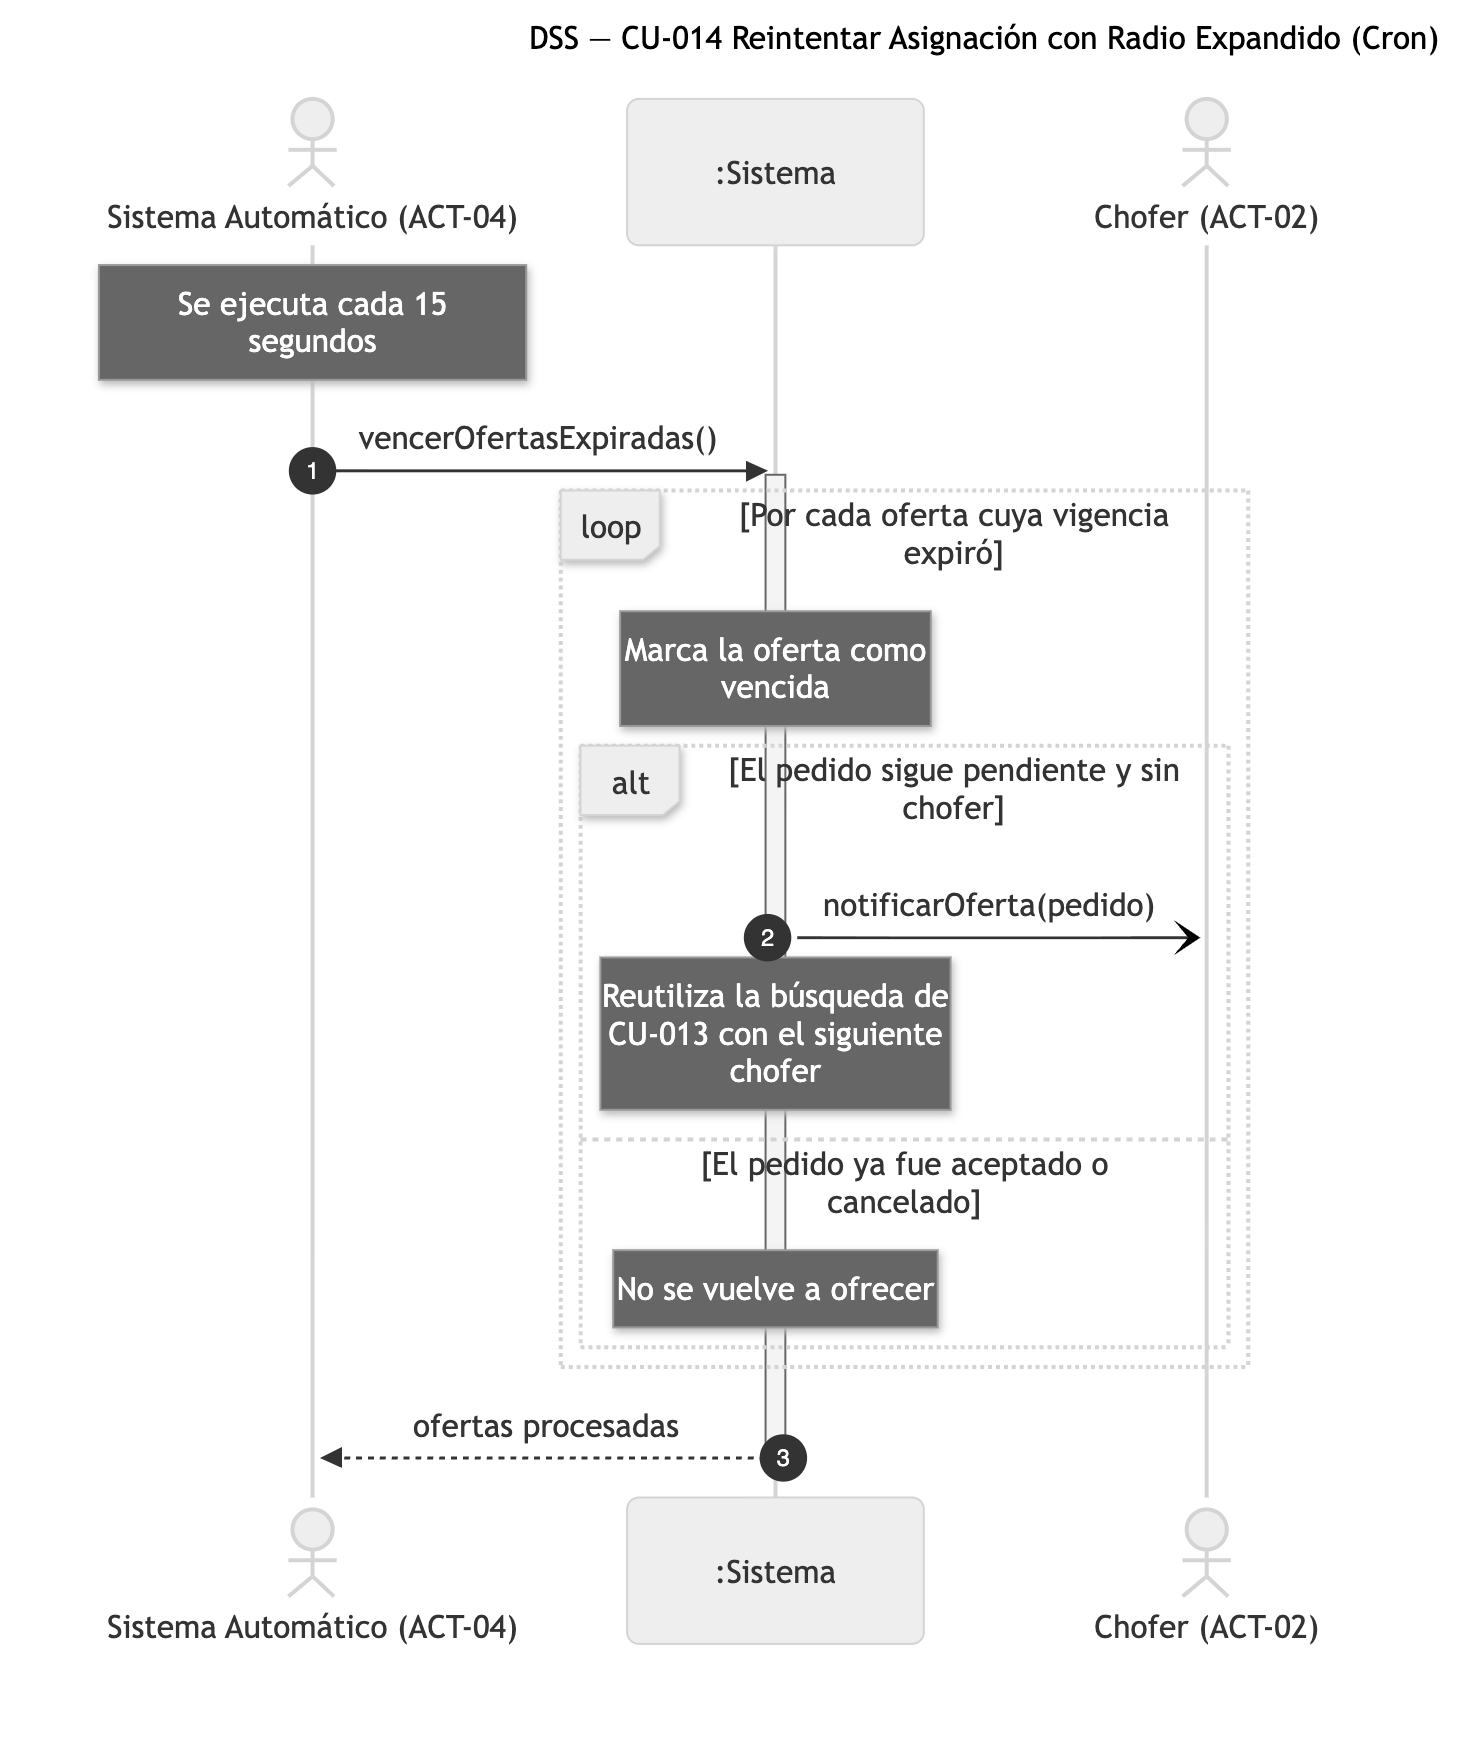 DSS — CU-014 Reintentar Asignación con Radio Expandido (Cron)
Sistema Automático (ACT-04)
:Sistema
Chofer (ACT-02)
Se ejecuta cada 15
segundos
vencerOfertasExpiradas()
1
loop
[Por cada oferta cuya vigencia
expiró]
Marca la oferta como
vencida
alt
[El pedido sigue pendiente y sin
chofer]
notificarOferta(pedido)
2
Reutiliza la búsqueda de
CU-013 con el siguiente
chofer
[El pedido ya fue aceptado o
cancelado]
No se vuelve a ofrecer
ofertas procesadas
3
Sistema Automático (ACT-04)
:Sistema
Chofer (ACT-02)